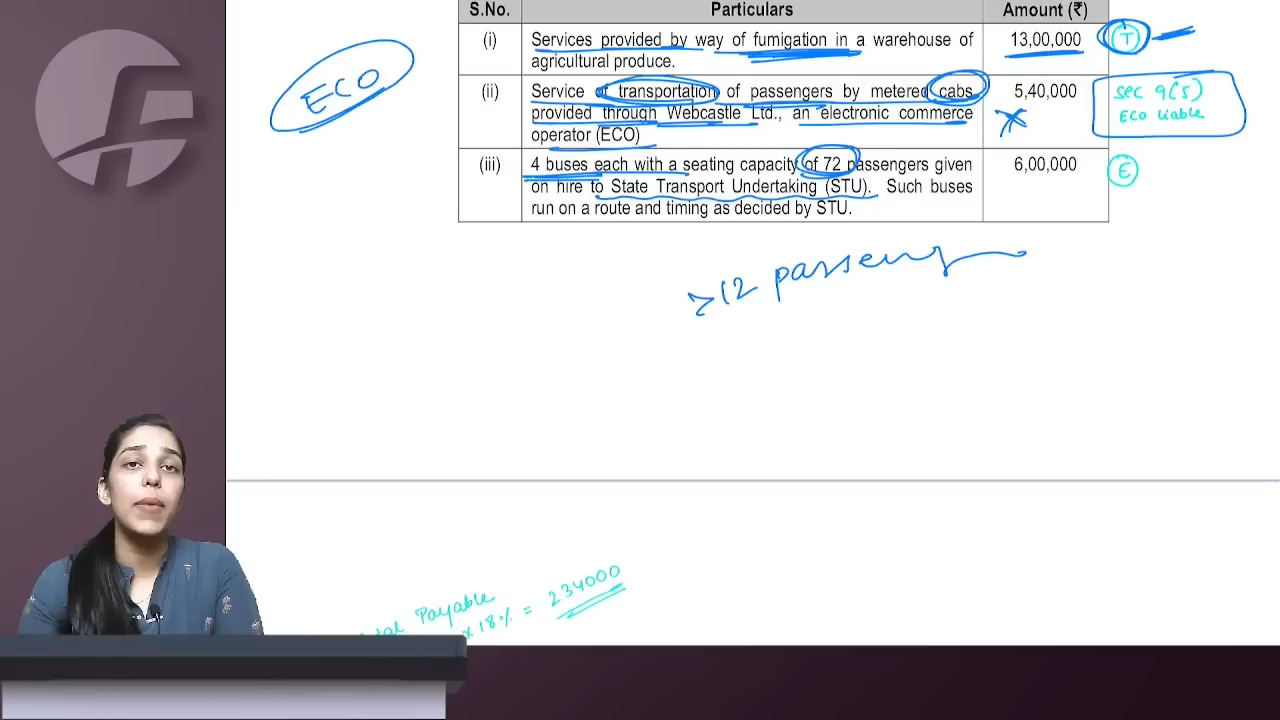 S.No. Particulars Amount (₹)
(i) Services provided by way of fumigation in a warehouse of 13,00,000 T
agricultural produce.
ECO
(ii) Service of transportation of passengers by metered cabs 5,40,000 sec 9(5)
provided through Webcastle Ltd., an electronic commerce ECO liable
operator (ECO)
(iii) 4 buses each with a seating capacity of 72 passengers given 6,00,000 E
on hire to State Transport Undertaking (STU). Such buses
run on a route and timing as decided by STU.
>12 passeng
Payable
x 18% = 234000